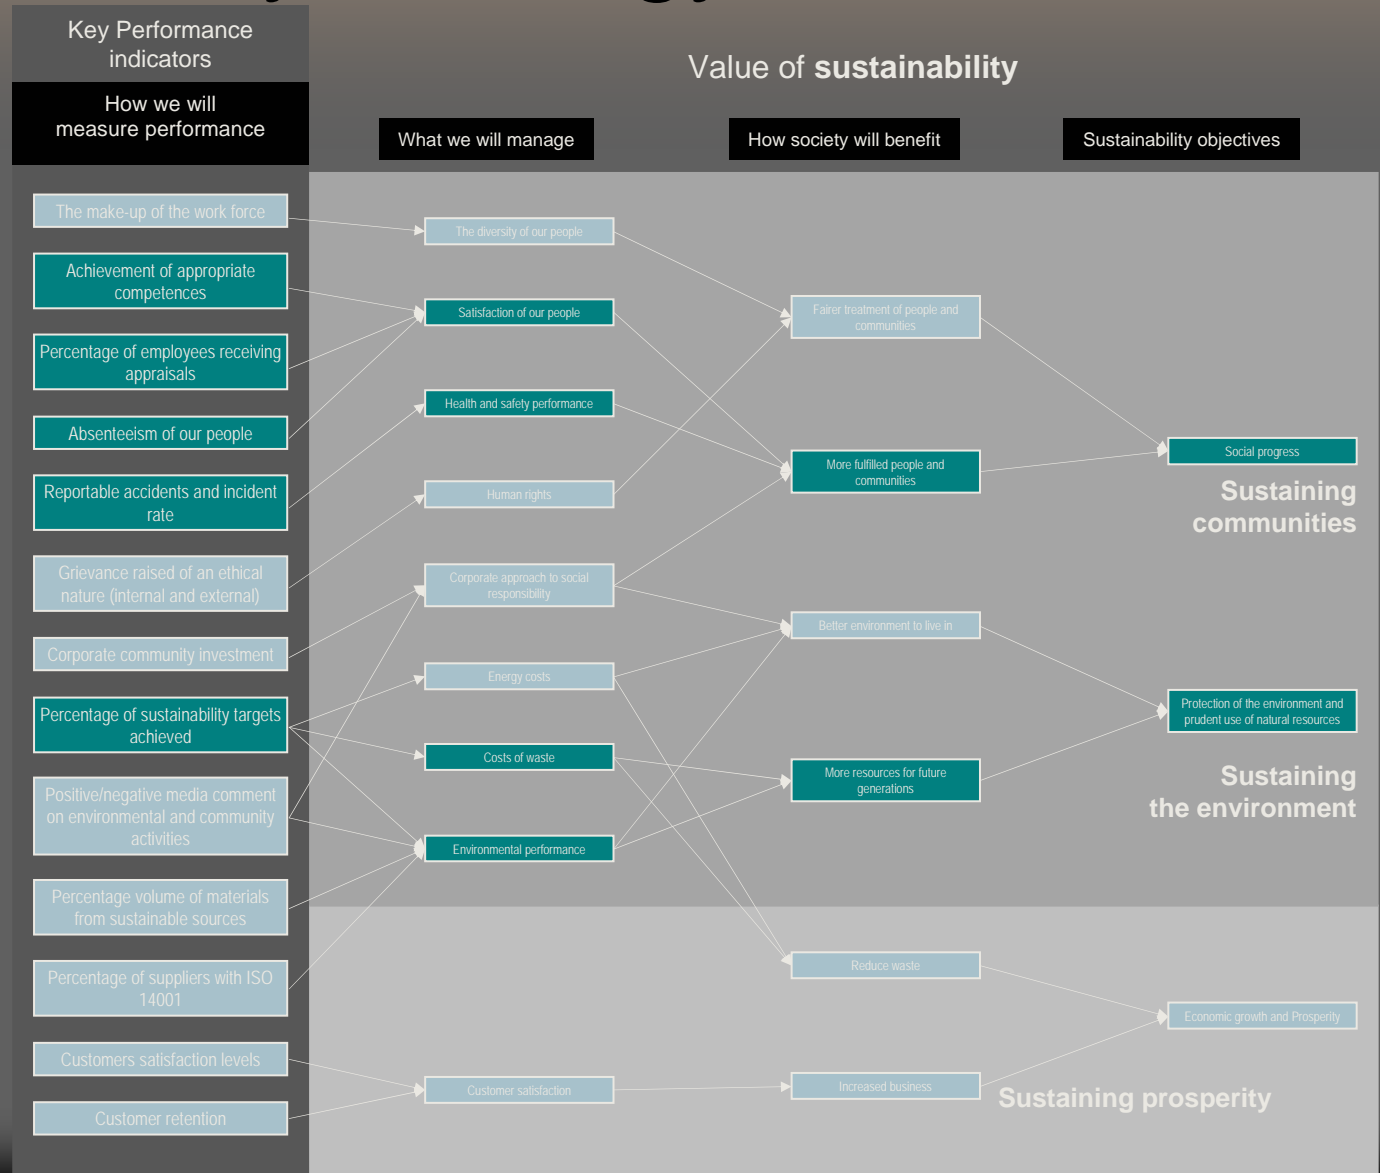 Key Performance
indicators
How we will
measure performance
Value of sustainability
What we will manage
How society will benefit
Sustainability objectives
The make-up of the work force
Achievement of appropriate
competences
Percentage of employees receiving
appraisals
Absenteeism of our people
Reportable accidents and incident
rate
Grievance raised of an ethical
nature (internal and external)
Corporate community investment
Percentage of sustainability targets
achieved
Positive/negative media comment
on environmental and community
activities
Percentage volume of materials
from sustainable sources
Percentage of suppliers with ISO
14001
Customers satisfaction levels
Customer retention
The diversity of our people
Satisfaction of our people
Health and safety performance
Human rights
Corporate approach to social
responsibility
Energy costs
Costs of waste
Environmental performance
Customer satisfaction
Fairer treatment of people and
communities
More fulfilled people and
communities
Better environment to live in
More resources for future
generations
Reduce waste
Increased business
Social progress
Sustaining
communities
Protection of the environment and
prudent use of natural resources
Sustaining
the environment
Economic growth and Prosperity
Sustaining prosperity